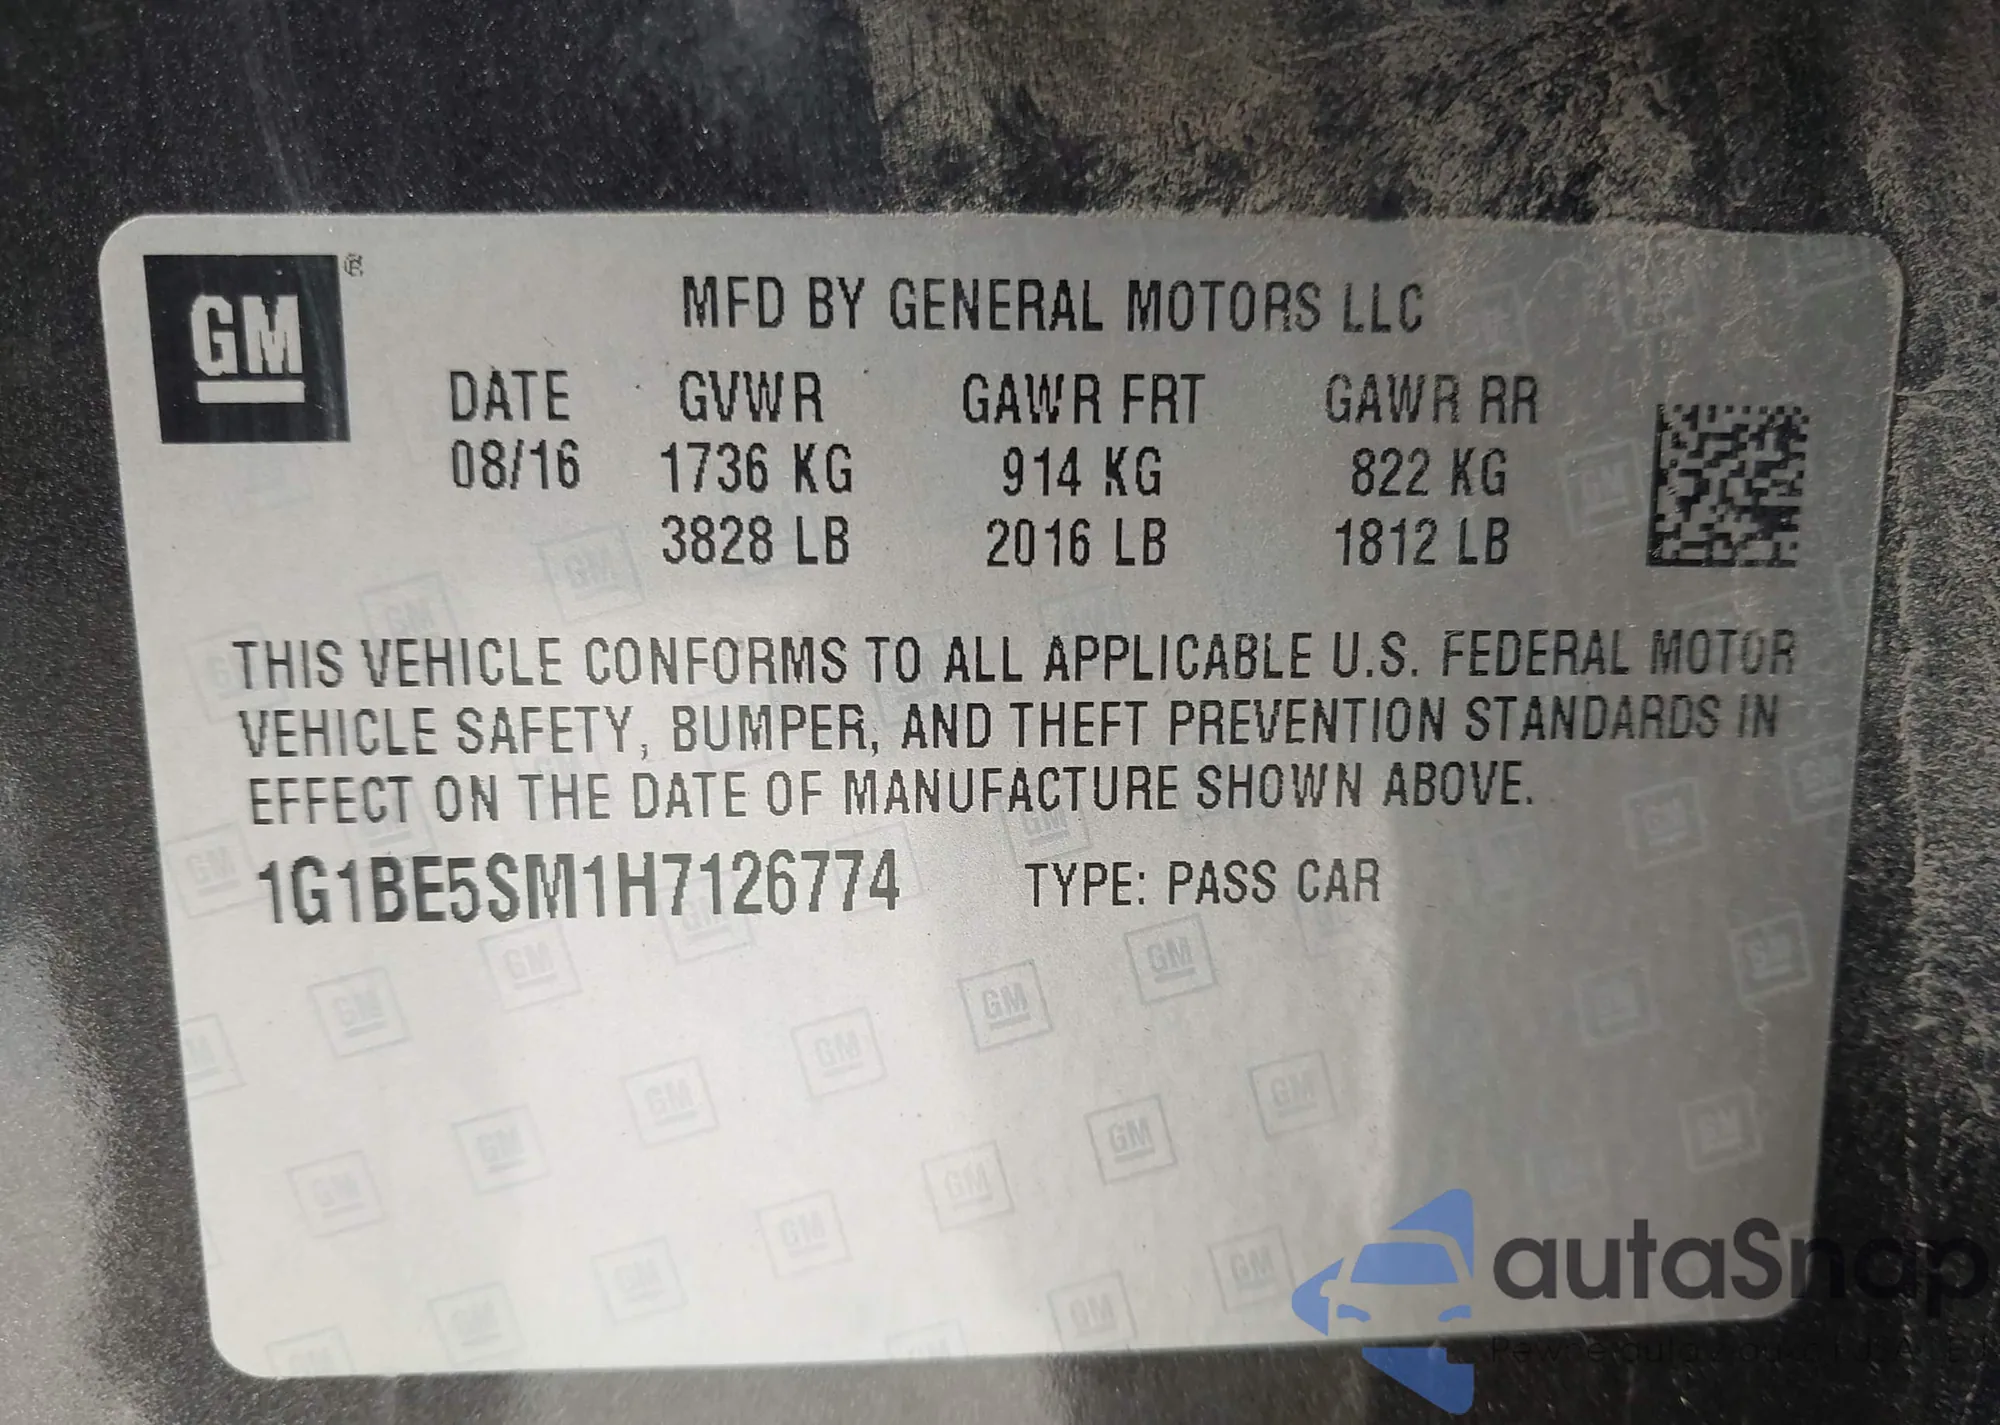 GM ®
MFD BY GENERAL MOTORS LLC
DATE GVWR GAWR FRT GAWR RR
08/16 1736 KG 914 KG 822 KG
3828 LB 2016 LB 1812 LB
THIS VEHICLE CONFORMS TO ALL APPLICABLE U.S. FEDERAL MOTOR
VEHICLE SAFETY, BUMPER, AND THEFT PREVENTION STANDARDS IN
EFFECT ON THE DATE OF MANUFACTURE SHOWN ABOVE.
1G1BE5SM1H7126774 TYPE: PASS CAR
autaSnap